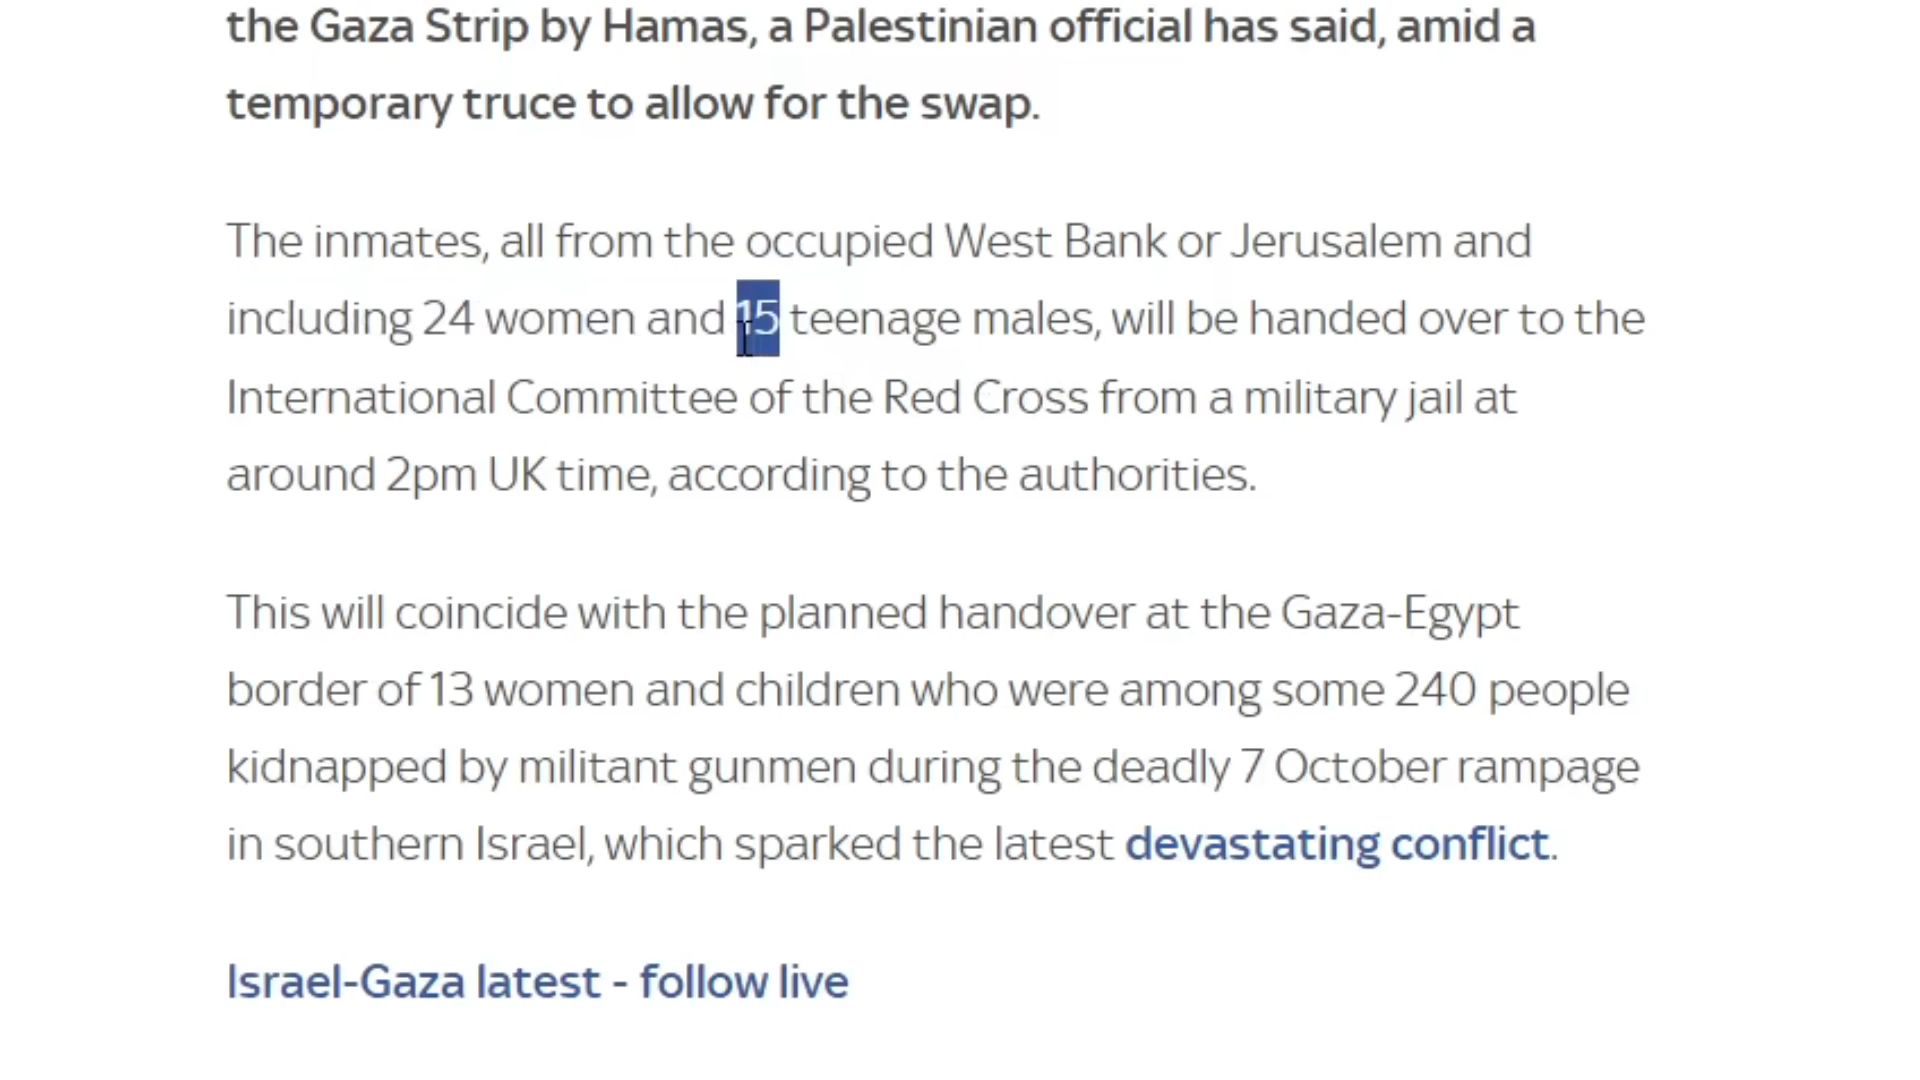 the Gaza Strip by Hamas, a Palestinian official has said, amid a
temporary truce to allow for the swap.
The inmates, all from the occupied West Bank or Jerusalem and
including 24 women and 15 teenage males, will be handed over to the
International Committee of the Red Cross from a military jail at
around 2pm UK time, according to the authorities.
This will coincide with the planned handover at the Gaza-Egypt
border of 13 women and children who were among some 240 people
kidnapped by militant gunmen during the deadly 7 October rampage
in southern Israel, which sparked the latest devastating conflict.
Israel-Gaza latest - follow live